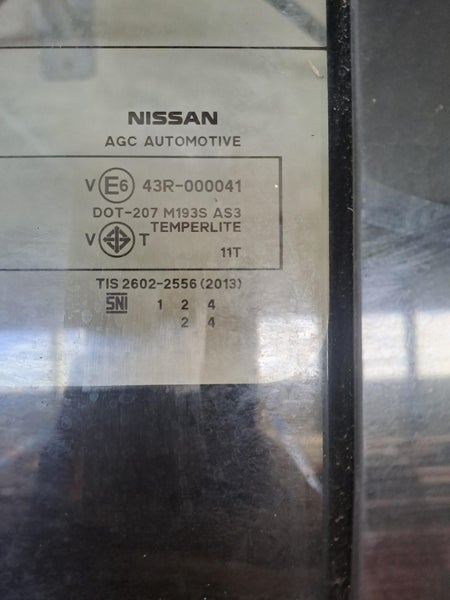 NISSAN
AGC AUTOMOTIVE
V E6 43R-000041
DOT-207 M193S AS3
TEMPERLITE
V T
11T
TIS 2602-2556 (2013)
SNI 1 2 4
2 4